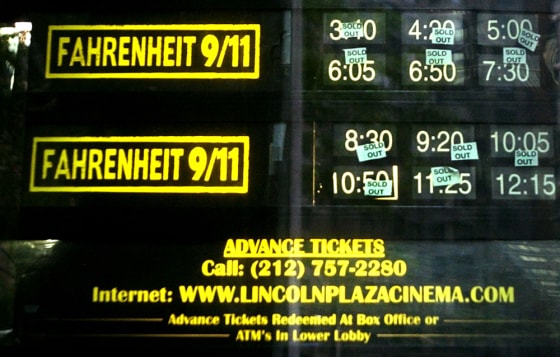 FAHRENHEIT 9/11
4:20 5:00
SOLD OUT SOLD OUT SOLD OUT
SOLD OUT SOLD OUT SOLD OUT
6:05 6:50 7:30
FAHRENHEIT 9/11
8:30 9:20 10:05
SOLD OUT SOLD OUT SOLD OUT
10:50 11:25 12:15
SOLD OUT SOLD OUT
ADVANCE TICKETS
Call: (212) 757-2280
Internet: WWW.LINCOLNPLAZACINEMA.COM
Advance Tickets Redeemed At Box Office or
ATM's In Lower Lobby